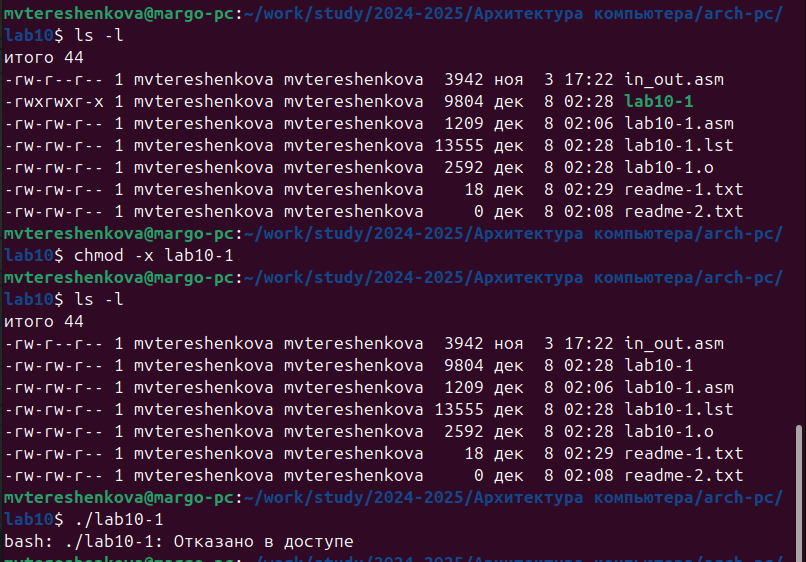 mvtereshenkova@margo-pc:~/work/study/2024-2025/Архитектура компьютера/arch-pc/
lab10$ ls -l
итого 44
-rw-r--r-- 1 mvtereshenkova mvtereshenkova  3942 ноя  3 17:22 in_out.asm
-rwxrwxr-x 1 mvtereshenkova mvtereshenkova  9804 дек  8 02:28 lab10-1
-rw-rw-r-- 1 mvtereshenkova mvtereshenkova  1209 дек  8 02:06 lab10-1.asm
-rw-rw-r-- 1 mvtereshenkova mvtereshenkova 13555 дек  8 02:28 lab10-1.lst
-rw-rw-r-- 1 mvtereshenkova mvtereshenkova  2592 дек  8 02:28 lab10-1.o
-rw-rw-r-- 1 mvtereshenkova mvtereshenkova    18 дек  8 02:29 readme-1.txt
-rw-rw-r-- 1 mvtereshenkova mvtereshenkova     0 дек  8 02:08 readme-2.txt
mvtereshenkova@margo-pc:~/work/study/2024-2025/Архитектура компьютера/arch-pc/
lab10$ chmod -x lab10-1
mvtereshenkova@margo-pc:~/work/study/2024-2025/Архитектура компьютера/arch-pc/
lab10$ ls -l
итого 44
-rw-r--r-- 1 mvtereshenkova mvtereshenkova  3942 ноя  3 17:22 in_out.asm
-rw-rw-r-- 1 mvtereshenkova mvtereshenkova  9804 дек  8 02:28 lab10-1
-rw-rw-r-- 1 mvtereshenkova mvtereshenkova  1209 дек  8 02:06 lab10-1.asm
-rw-rw-r-- 1 mvtereshenkova mvtereshenkova 13555 дек  8 02:28 lab10-1.lst
-rw-rw-r-- 1 mvtereshenkova mvtereshenkova  2592 дек  8 02:28 lab10-1.o
-rw-rw-r-- 1 mvtereshenkova mvtereshenkova    18 дек  8 02:29 readme-1.txt
-rw-rw-r-- 1 mvtereshenkova mvtereshenkova     0 дек  8 02:08 readme-2.txt
mvtereshenkova@margo-pc:~/work/study/2024-2025/Архитектура компьютера/arch-pc/
lab10$ ./lab10-1
bash: ./lab10-1: Отказано в доступе